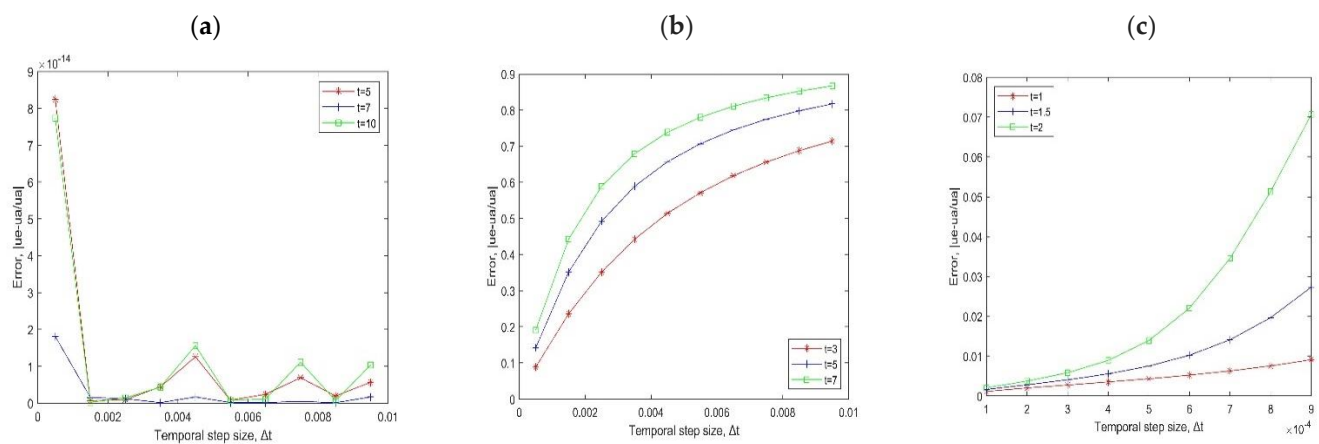 (a)
×10-14
9
8
7
6
5
4
3
2
1
0
Error, |ue-ua/ua|
t=5
t=7
t=10
0 0.002 0.004 0.006 0.008 0.01
Temporal step size, Δt
(b)
0.9
0.8
0.7
0.6
0.5
0.4
0.3
0.2
0.1
0
Error, |ue-ua/ua|
t=3
t=5
t=7
0 0.002 0.004 0.006 0.008 0.01
Temporal step size, Δt
(c)
0.08
0.07
0.06
0.05
0.04
0.03
0.02
0.01
0
Error, |ue-ua/ua|
t=1
t=1.5
t=2
1 2 3 4 5 6 7 8 9
Temporal step size, Δt
×10-4